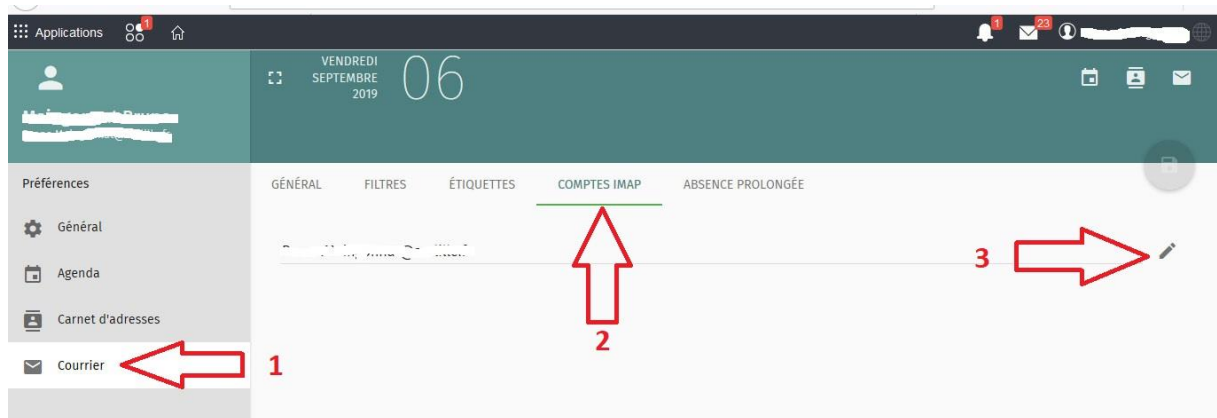 Applications 1
1 23
VENDREDI
SEPTEMBRE
2019
06
Préférences
GÉNÉRAL FILTRES ÉTIQUETTES COMPTES IMAP ABSENCE PROLONGÉE
Général
Agenda
3
Carnet d'adresses
2
Courrier
1